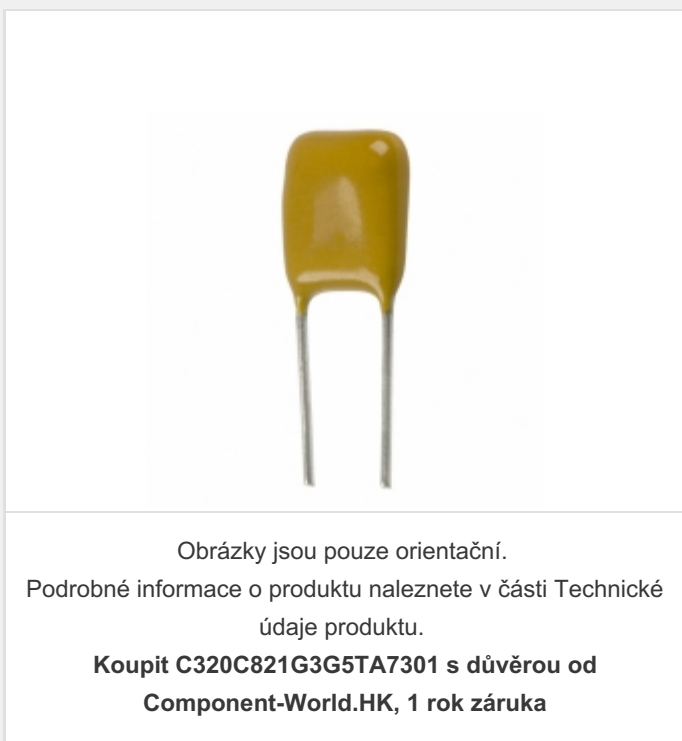 Obrázky jsou pouze orientační.
Podrobné informace o produktu naleznete v části Technické
údaje produktu.
Koupit C320C821G3G5TA7301 s důvěrou od
Component-World.HK, 1 rok záruka